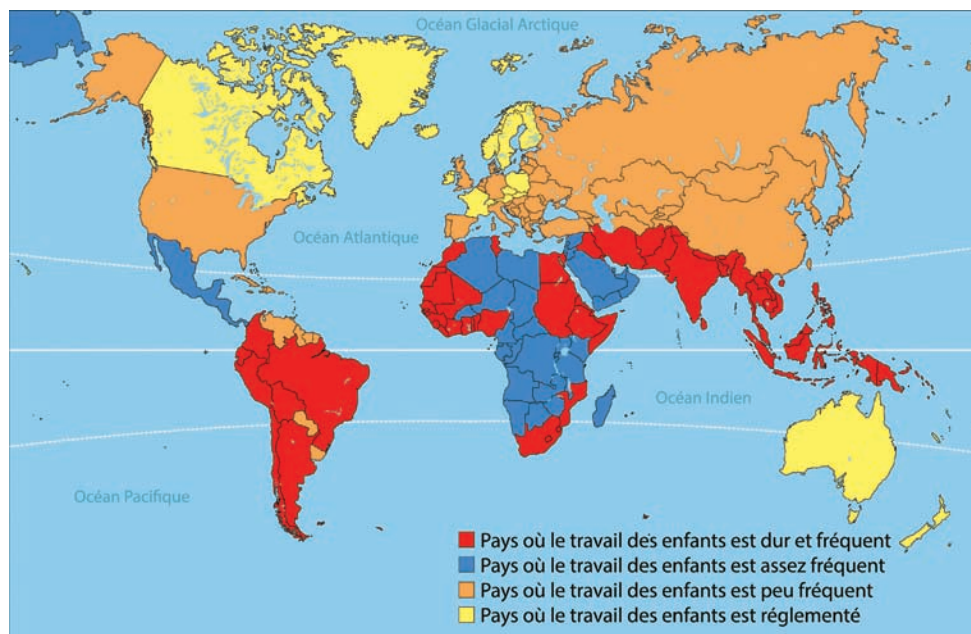 Océan Glacial Arctique
Océan Atlantique
Océan Indien
Océan Pacifique
Pays où le travail des enfants est dur et fréquent
Pays où le travail des enfants est assez fréquent
Pays où le travail des enfants est peu fréquent
Pays où le travail des enfants est réglementé